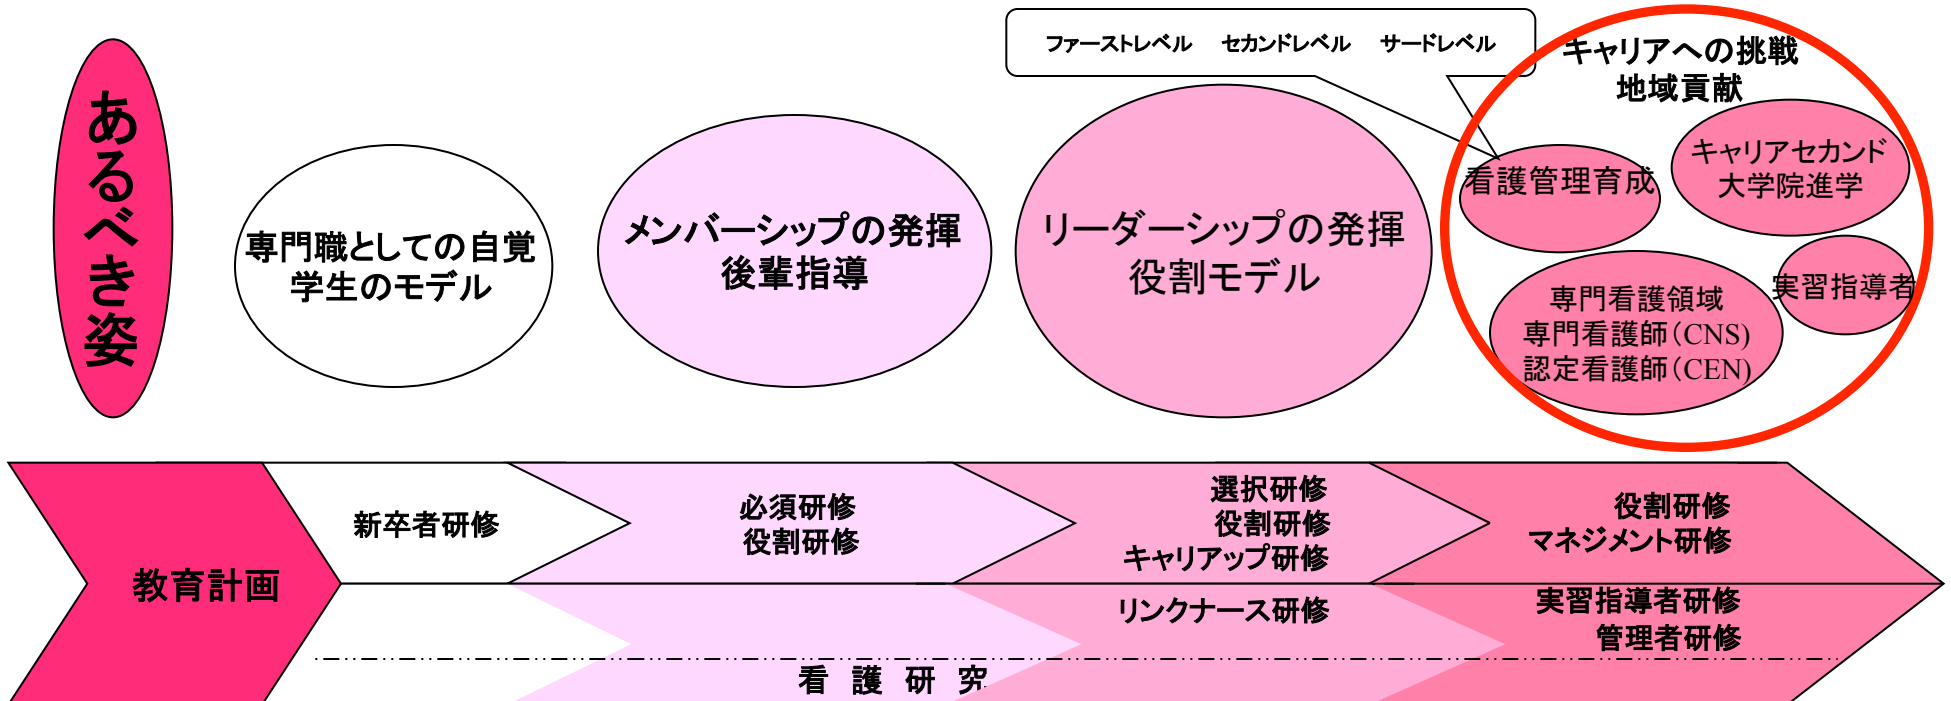 ファーストレベル セカンドレベル サードレベル
キャリアへの挑戦
地域貢献
あるべき姿
専門職としての自覚
学生のモデル
メンバーシップの発揮
後輩指導
リーダーシップの発揮
役割モデル
看護管理育成
キャリアセカンド
大学院進学
実習指導者
専門看護領域
専門看護師（CNS)
認定看護師（CEN)
教育計画
新卒者研修
必須研修
役割研修
選択研修
役割研修
キャリアップ研修
役割研修
マネジメント研修
リンクナース研修
実習指導者研修
管理者研修
看 護 研 究